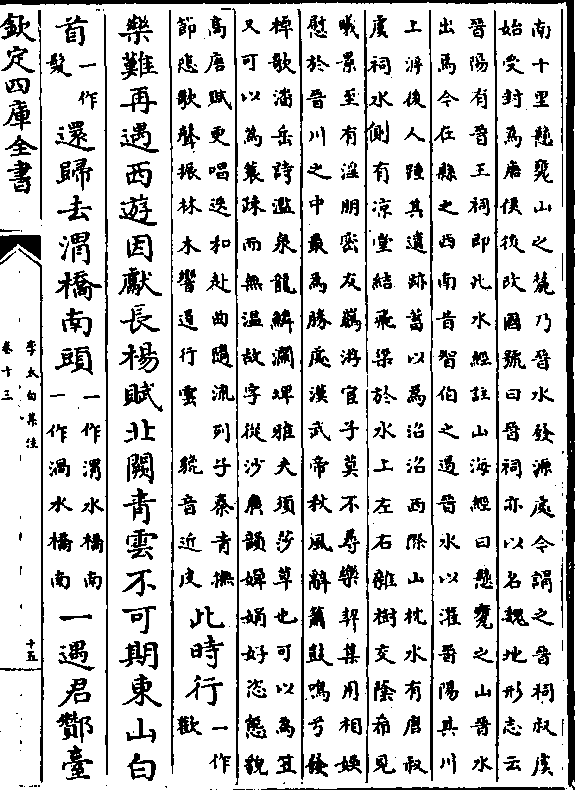 南十里懸甕山之麓乃晉水發源處今謂之晉祠叔虞
始受封為唐侯後改國號曰晉祠亦以名魏地形志云
晉陽有晉王祠即此水經註山海經曰懸甕之山晉水
出焉今在縣之西南昔智伯之遏晉水以灌晉陽其川
上泝後人踵其遺跡蓄以為沼沼西際山枕水有唐叔
虞祠水側有凉堂結飛梁於水上左右雜樹交陰希見
曦景至有淫朋密友羈游宦子莫不尋樂契集用相娛
慰於晉川之中最為勝處漢武帝秋風辭簫鼓鳴兮發
棹歌潘岳詩濫泉龍鱗瀾埤雅夫須莎草也可以為笠
又可以為簑疎而無温故字從沙廣韻嬋娟好恣態貌
高唐賦更唱迭和赴曲隨流列子秦青撫
節悲歌聲振林木響遏行雲 音近皮
此時行 一作歡
樂難再遇西遊因獻長楊賦北闕青雲不可期東山白
首 一作髪 還歸去渭橋南頭 一作渭水橋南一作渦水橋南 一遇君酇臺
欽定四庫全書
李太白集注
卷十三
十五